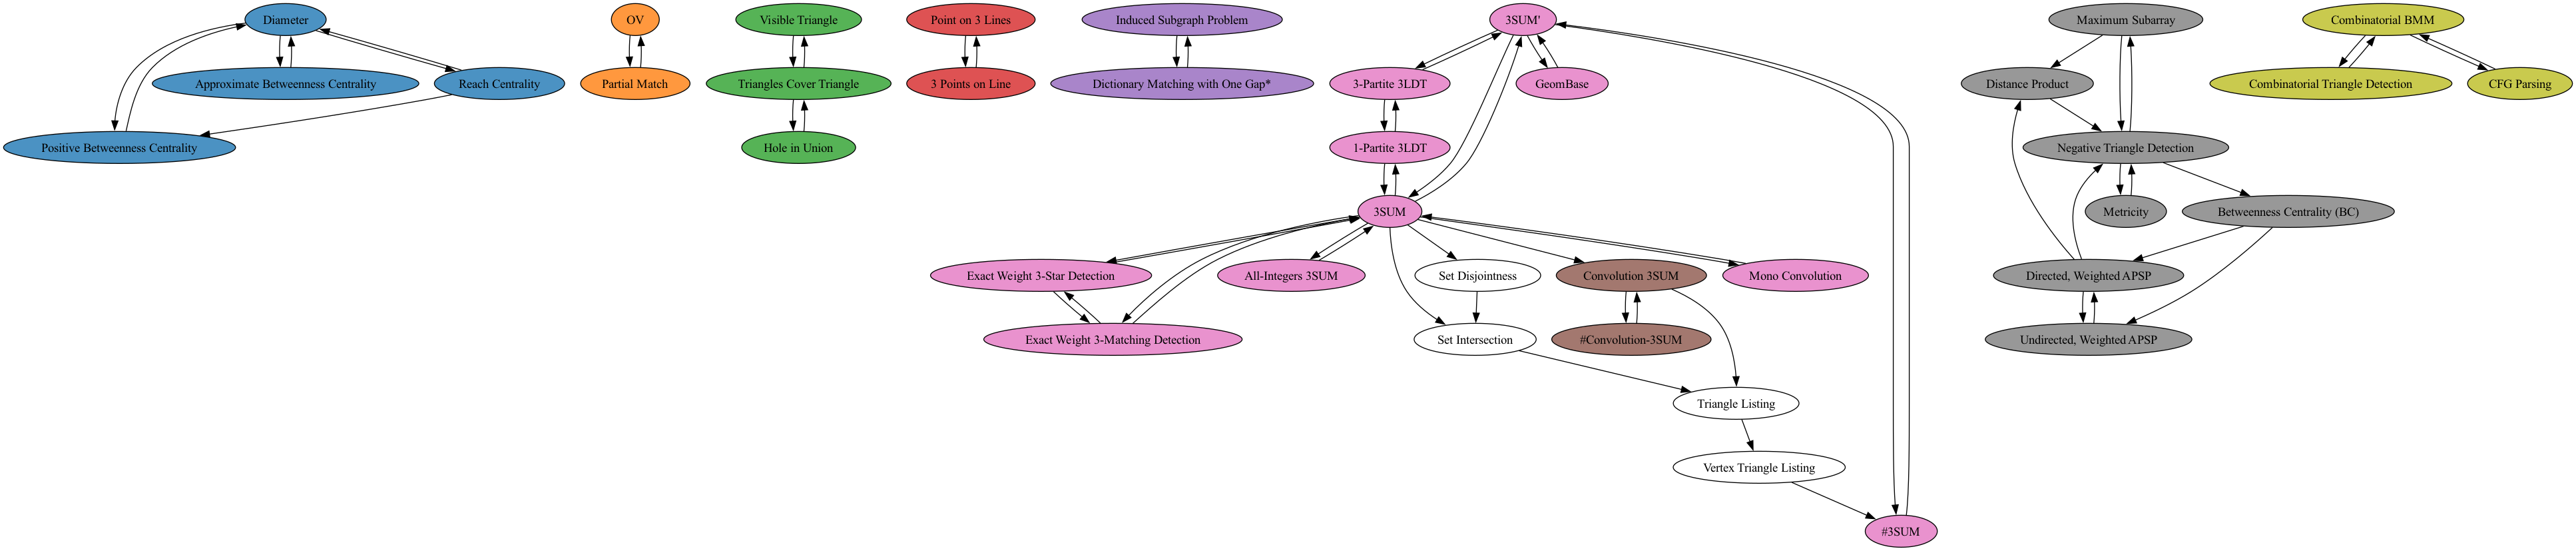 Diameter
OV
Visible Triangle
Point on 3 Lines
Induced Subgraph Problem
3SUM'
Maximum Subarray
Combinatorial BMM
Approximate Betweenness Centrality
Reach Centrality
Partial Match
Triangles Cover Triangle
3 Points on Line
Dictionary Matching with One Gap*
3-Partite 3LDT
GeomBase
Distance Product
Combinatorial Triangle Detection
CFG Parsing
Positive Betweenness Centrality
Hole in Union
1-Partite 3LDT
Negative Triangle Detection
3SUM
Metricity
Betweenness Centrality (BC)
Exact Weight 3-Star Detection
All-Integers 3SUM
Set Disjointness
Convolution 3SUM
Mono Convolution
Directed, Weighted APSP
Exact Weight 3-Matching Detection
Set Intersection
#Convolution-3SUM
Undirected, Weighted APSP
Triangle Listing
Vertex Triangle Listing
#3SUM